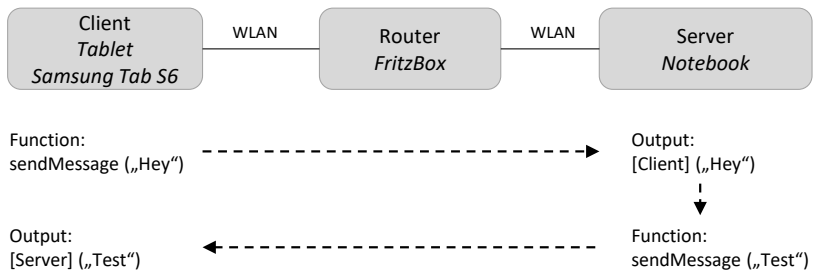 Client
Tablet
Samsung Tab S6
WLAN
Router
FritzBox
WLAN
Server
Notebook
Function:
sendMessage („Hey“)
Output:
[Client] („Hey“)
Output:
[Server] („Test“)
Function:
sendMessage („Test“)